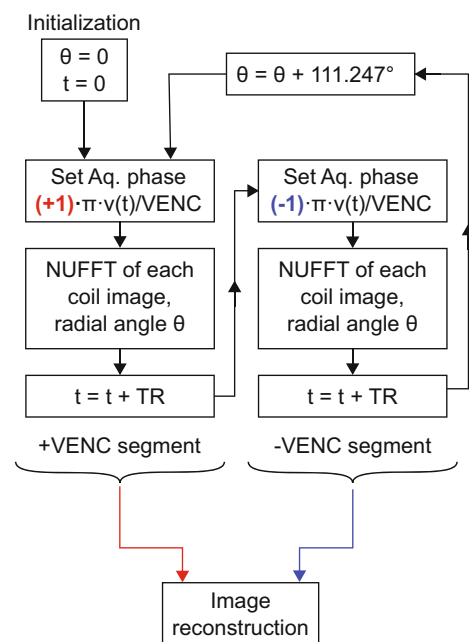 Initialization
θ = 0
t = 0
θ = θ + 111.247°
Set Aq. phase
(+1)·π·v(t)/VENC
NUFFT of each
coil image,
radial angle θ
t = t + TR
+VENC segment
Set Aq. phase
(-1)·π·v(t)/VENC
NUFFT of each
coil image,
radial angle θ
t = t + TR
-VENC segment
Image
reconstruction